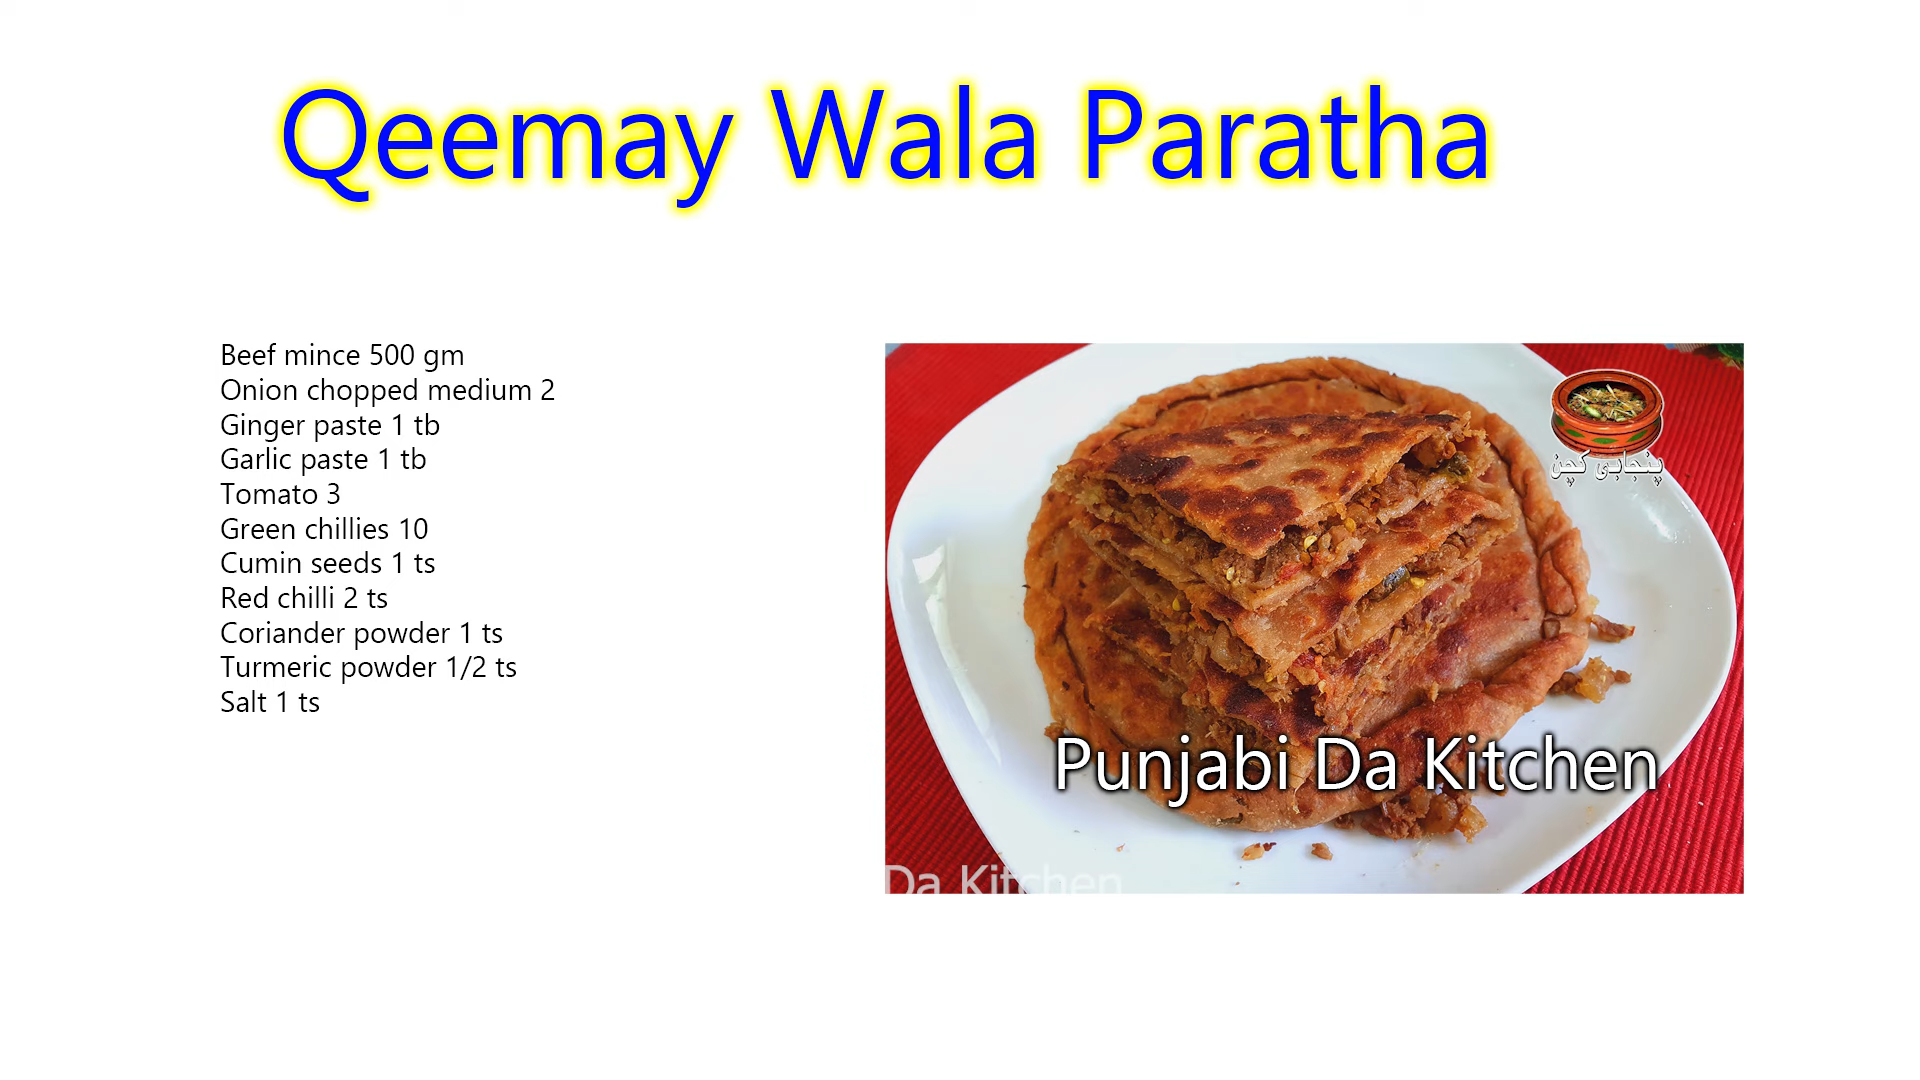 Qeemay Wala Paratha
Beef mince 500 gm
Onion chopped medium 2
Ginger paste 1 tb
Garlic paste 1 tb
Tomato 3
Green chillies 10
Cumin seeds 1 ts
Red chilli 2 ts
Coriander powder 1 ts
Turmeric powder 1/2 ts
Salt 1 ts
پنجابی کچن
Punjabi Da Kitchen
Da Kitchen